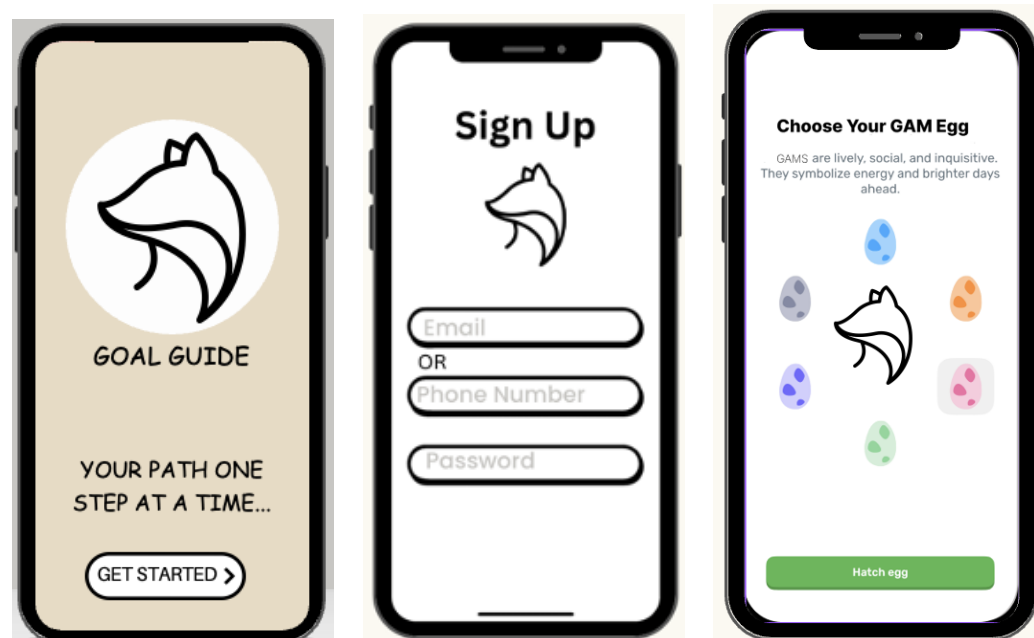 GOAL GUIDE
YOUR PATH ONE
STEP AT A TIME...
GET STARTED >
Sign Up
Email
OR
Phone Number
Password
Choose Your GAM Egg
GAMS are lively, social, and inquisitive.
They symbolize energy and brighter days
ahead.
Hatch egg